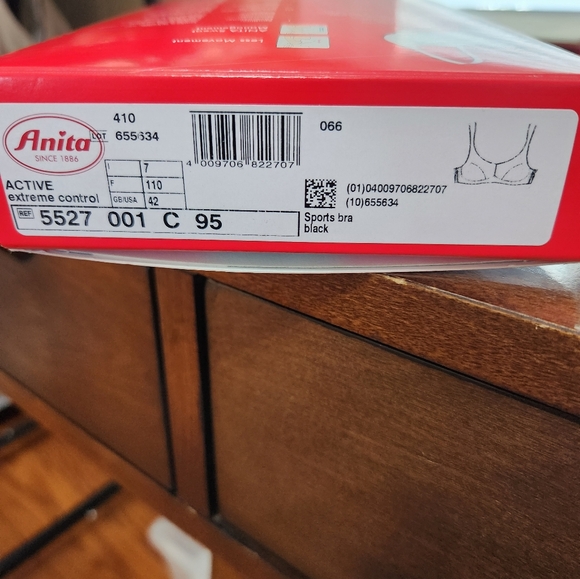 410
LOT 655634
066
Anita
SINCE 1886
4 009706 822707
I 7
F 110
GB/USA 42
ACTIVE
extreme control
REF 5527 001 C 95
(01)04009706822707
(10)655634
Sports bra
black